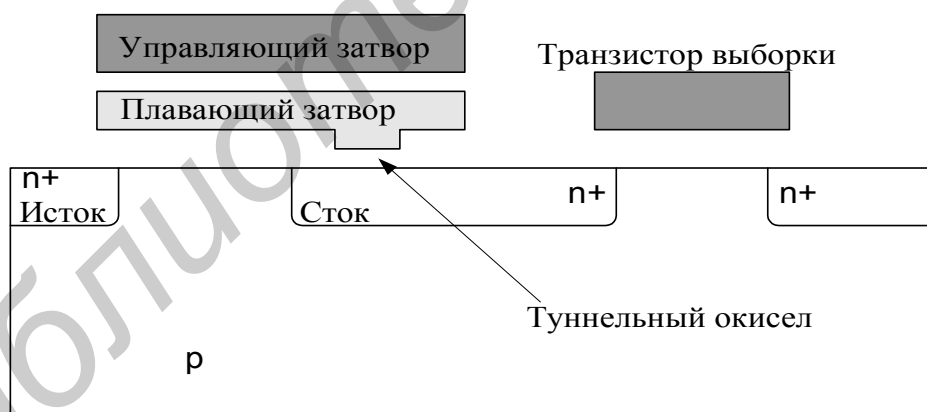 Управляющий затвор
Транзистор выборки
Плавающий затвор
n+
Исток
Сток
n+
n+
Туннельный окисел
p